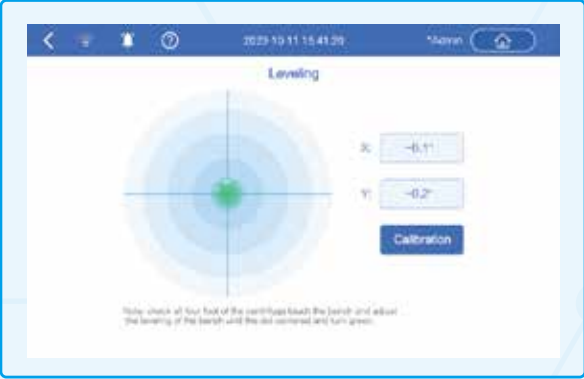 2023-10-11 15:41:29
Admin
Leveling
X: -0.1°
Y: -0.2°
Calibration
Note: check all four feet of the centrifuge touch the bench and adjust
the leveling of the bench until the dot centered and turn green.